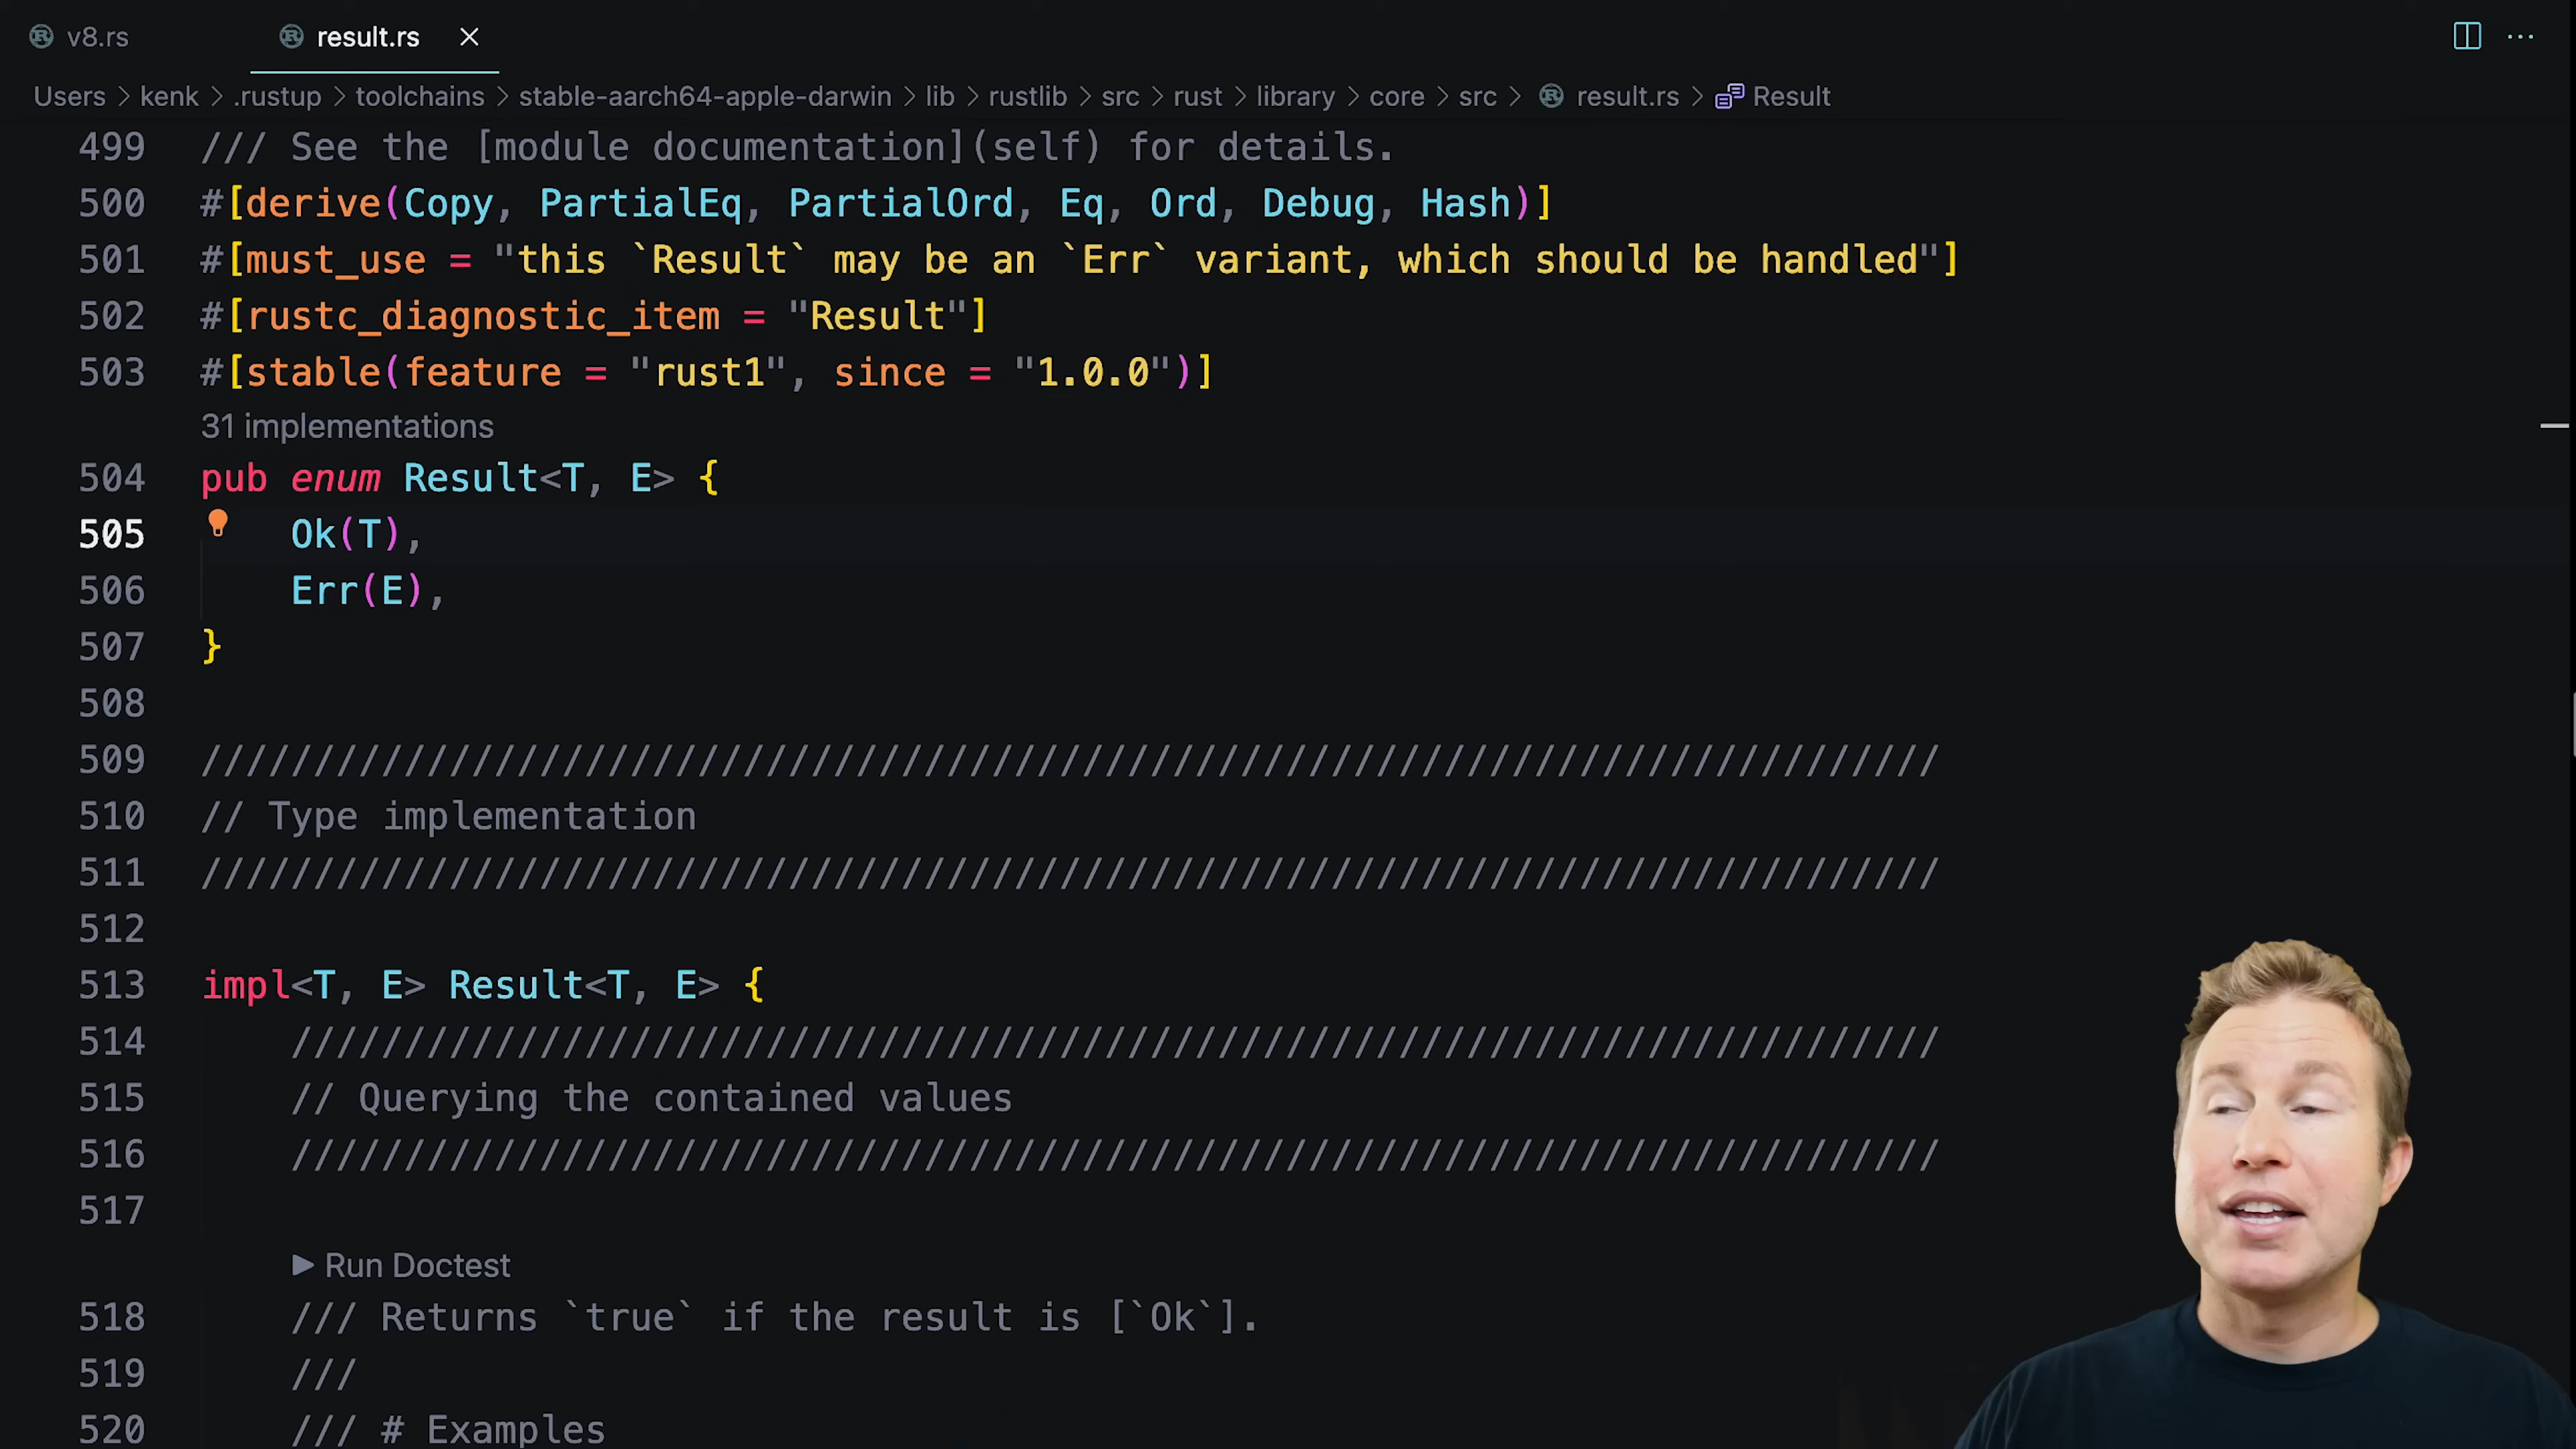 v8.rs
result.rs
Users > kenk > .rustup > toolchains > stable-aarch64-apple-darwin > lib > rustlib > src > rust > library > core > src > result.rs > Result
499 /// See the [module documentation](self) for details.
500 #[derive(Copy, PartialEq, PartialOrd, Eq, Ord, Debug, Hash)]
501 #[must_use = "this `Result` may be an `Err` variant, which should be handled"]
502 #[rustc_diagnostic_item = "Result"]
503 #[stable(feature = "rust1", since = "1.0.0")]
31 implementations
504 pub enum Result<T, E> {
505 Ok(T),
506 Err(E),
507 }
508
509 /////////////////////////////////////////////////////////////////////////////
510 // Type implementation
511 /////////////////////////////////////////////////////////////////////////////
512
513 impl<T, E> Result<T, E> {
514 /////////////////////////////////////////////////////////////////////////
515 // Querying the contained values
516 /////////////////////////////////////////////////////////////////////////
517
▶ Run Doctest
518 /// Returns `true` if the result is [`Ok`].
519 ///
520 /// # Examples